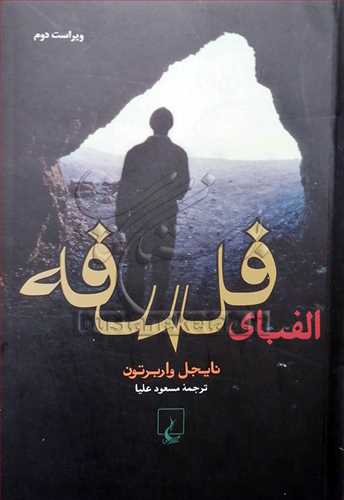 ویراست دوم
الفبای
فلسفه
نایجل واربرتون
ترجمهٔ مسعود علیا